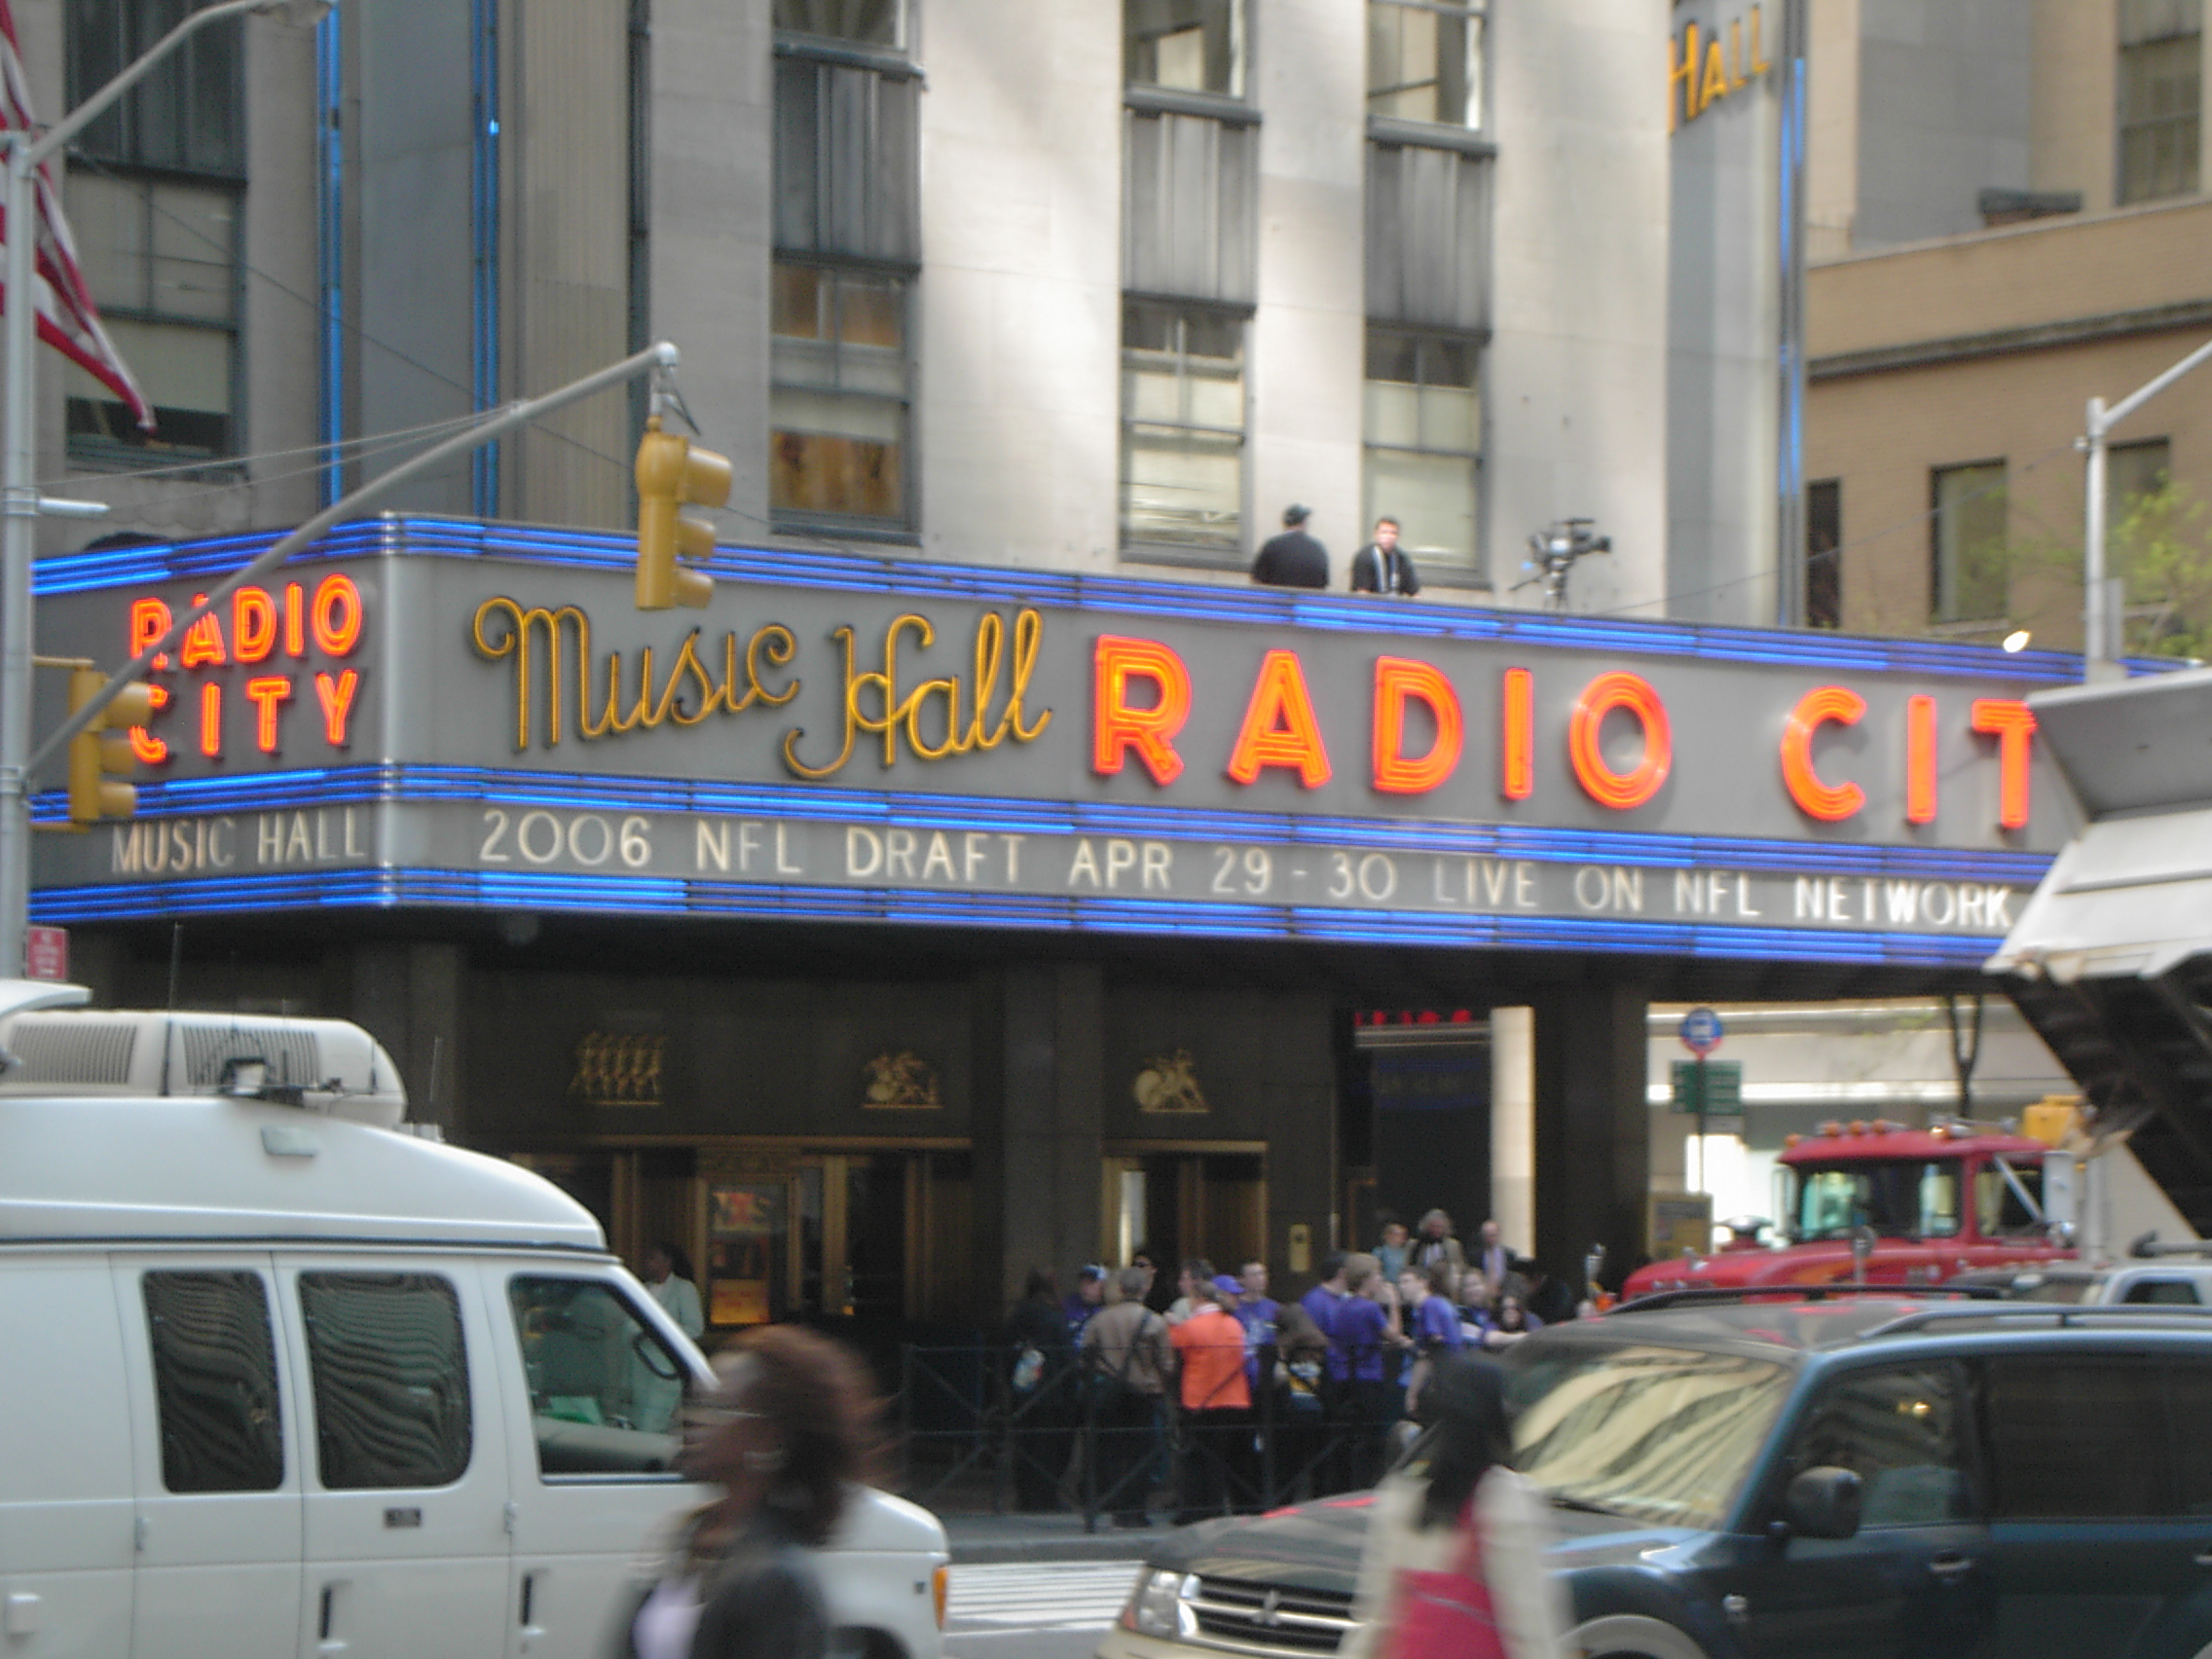 HALL
RADIO
CITY
Music Hall RADIO CIT
MUSIC HALL
2006 NFL DRAFT APR 29 - 30 LIVE ON NFL NETWORK